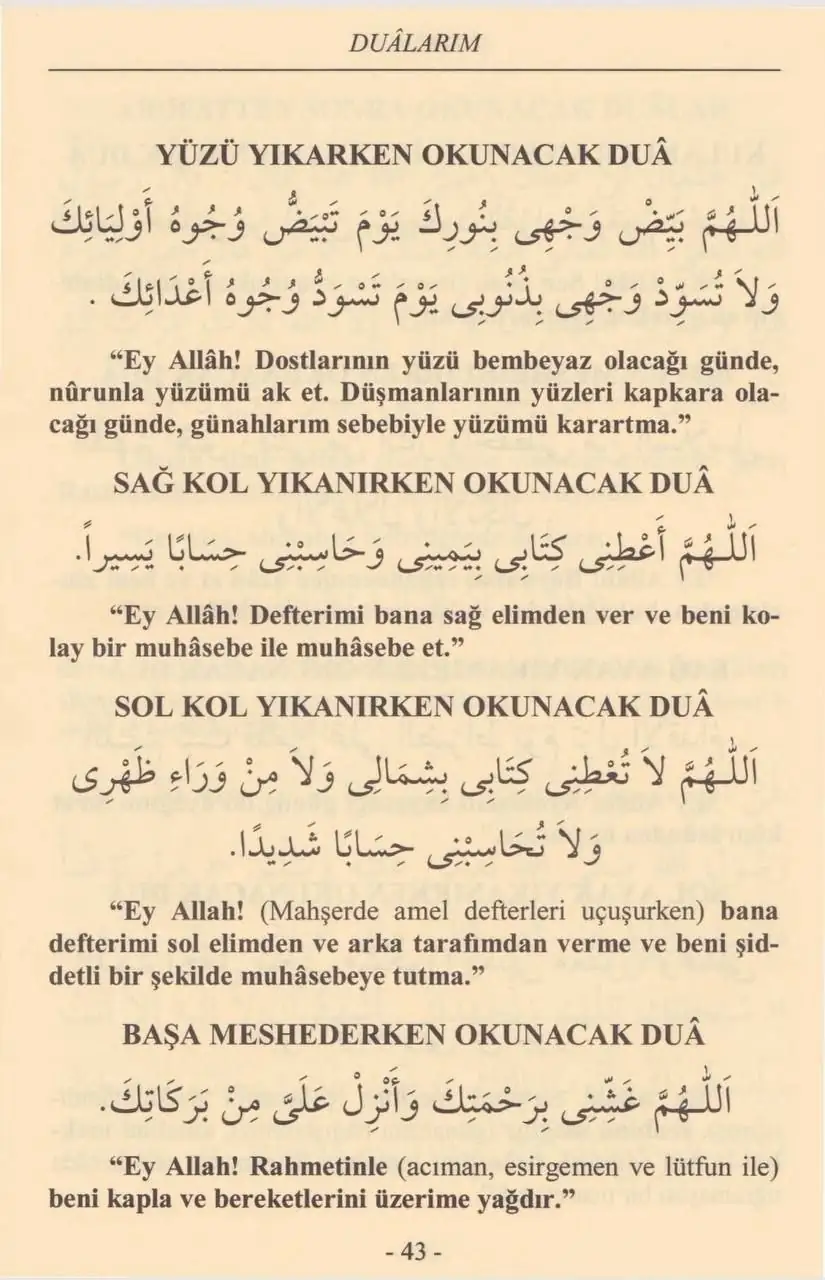 DUÂLARIM
YÜZÜ YIKARKEN OKUNACAK DUÂ
اَللّٰهُمَّ بَيِّضْ وَجْهِى بِنُورِكَ يَوْمَ تَبْيَضُّ وُجُوهُ أَوْلِيَائِكَ
وَلاَ تُسَوِّدْ وَجْهِى بِذُنُوبِى يَوْمَ تَسْوَدُّ وُجُوهُ أَعْدَائِكَ .
“Ey Allâh! Dostlarının yüzü bembeyaz olacağı günde,
nûrunla yüzümü ak et. Düşmanlarının yüzleri kapkara ola-
cağı günde, günahlarım sebebiyle yüzümü karartma.”
SAĞ KOL YIKANIRKEN OKUNACAK DUÂ
اَللّٰهُمَّ أَعْطِنِى كِتَابِى بِيَمِينِى وَحَاسِبْنِى حِسَابًا يَسِيراً.
“Ey Allâh! Defterimi bana sağ elimden ver ve beni ko-
lay bir muhâsebe ile muhâsebe et.”
SOL KOL YIKANIRKEN OKUNACAK DUÂ
اَللّٰهُمَّ لاَ تُعْطِنِى كِتَابِى بِشِمَالِى وَلاَ مِنْ وَرَاءِ ظَهْرِى
وَلاَ تُحَاسِبْنِى حِسَابًا شَدِيدًا.
“Ey Allah! (Mahşerde amel defterleri uçuşurken) bana
defterimi sol elimden ve arka tarafımdan verme ve beni şid-
detli bir şekilde muhâsebeye tutma.”
BAŞA MESHEDERKEN OKUNACAK DUÂ
اَللّٰهُمَّ غَشِّنِى بِرَحْمَتِكَ وَأَنْزِلْ عَلَىَّ مِنْ بَرَكَاتِكَ.
“Ey Allah! Rahmetinle (acıman, esirgemen ve lütfun ile)
beni kapla ve bereketlerini üzerime yağdır.”
- 43 -